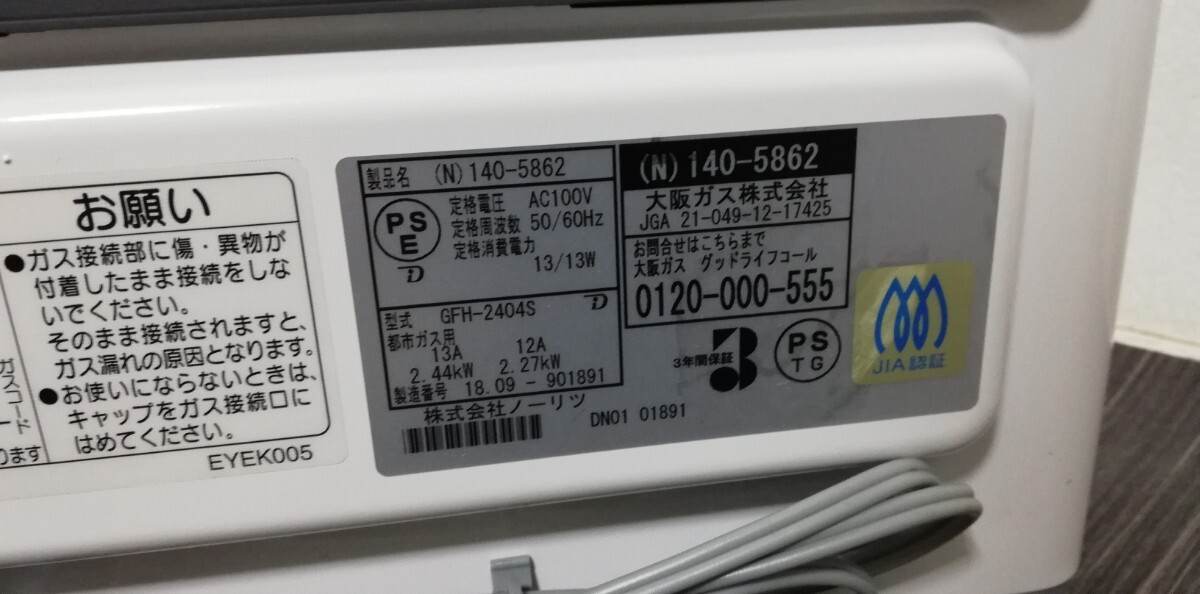 お願い
●ガス接続部に傷・異物が
付着したまま接続をしな
いでください。
そのまま接続されますと、
ガス漏れの原因となります。
●お使いにならないときは、
キャップをガス接続口に
はめてください。
EYEK005
ガスコード
ります
製品名 (N)140-5862
PS
E
定格電圧 AC100V
定格周波数 50/60Hz
定格消費電力
13/13W
型式 GFH-2404S
都市ガス用
13A 12A
2.44kW 2.27kW
製造番号 18.09 - 901891
株式会社ノーリツ
(N)140-5862
大阪ガス株式会社
JGA 21-049-12-17425
お問合せはこちらまで
大阪ガス グッドライフコール
0120-000-555
3年間保証
3
PS
TG
JIA認証
DN01 01891